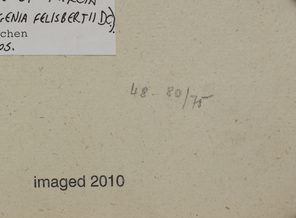 GENIA FELISBERTII DC.)
chen
os.
48-80/75
imaged 2010